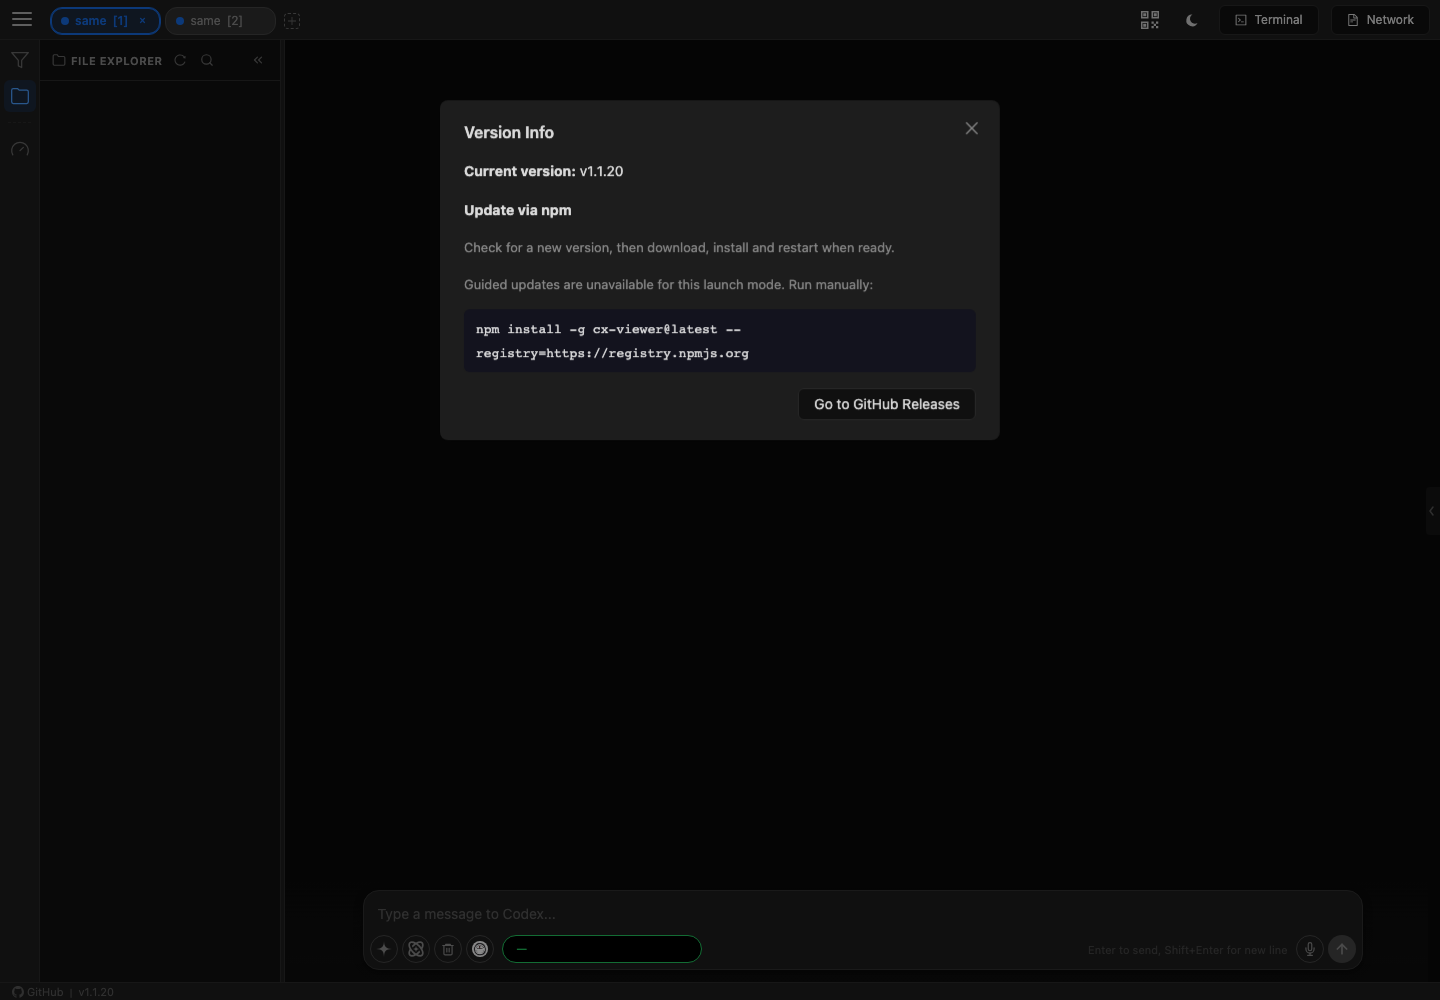 same [1] ×
same [2]
Terminal
Network
FILE EXPLORER
Version Info
Current version: v1.1.20
Update via npm
Check for a new version, then download, install and restart when ready.
Guided updates are unavailable for this launch mode. Run manually:
npm install -g cx-viewer@latest --
registry=https://registry.npmjs.org
Go to GitHub Releases
Type a message to Codex...
—
Enter to send, Shift+Enter for new line
GitHub | v1.1.20